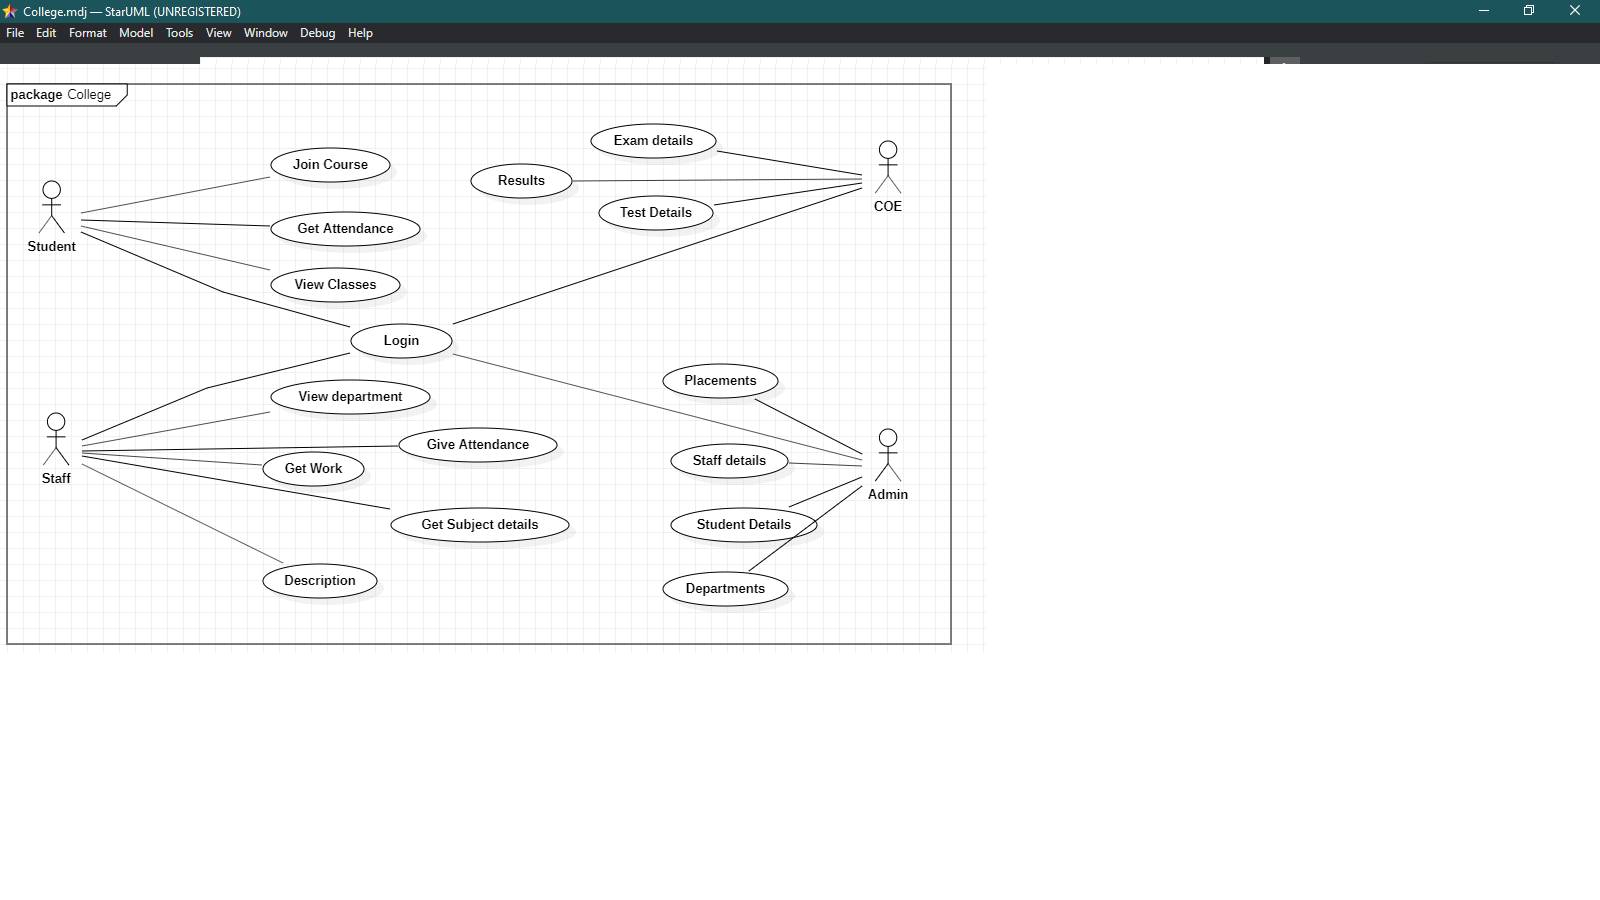 College.mdj — StarUML (UNREGISTERED)
File Edit Format Model Tools View Window Debug Help
package College
Exam details
Join Course
Results
COE
Test Details
Student
Get Attendance
View Classes
Login
Placements
View department
Give Attendance
Staff details
Get Work
Staff
Admin
Get Subject details
Student Details
Description
Departments